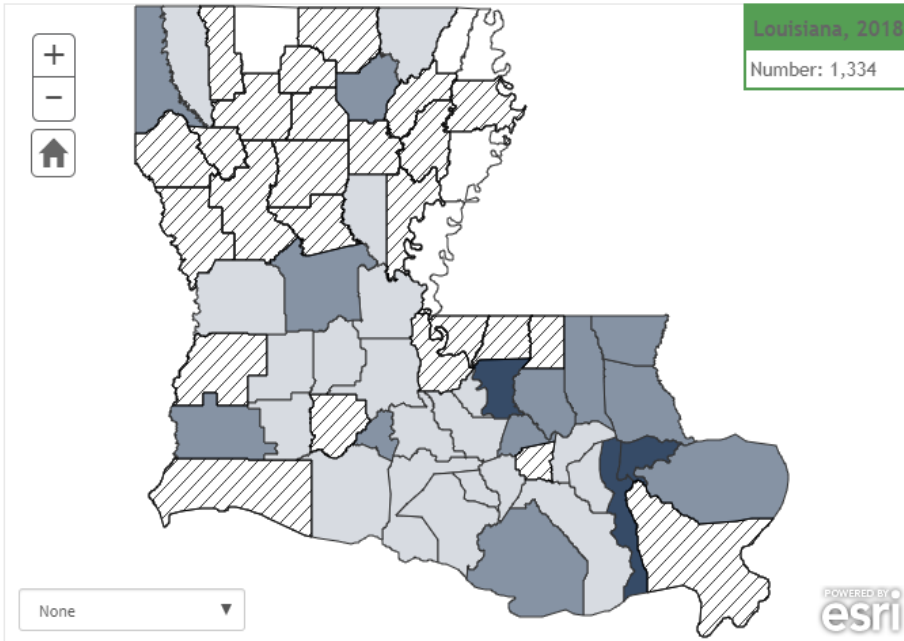 +
−
Louisiana, 2018
Number: 1,334
None
POWERED BY
esri